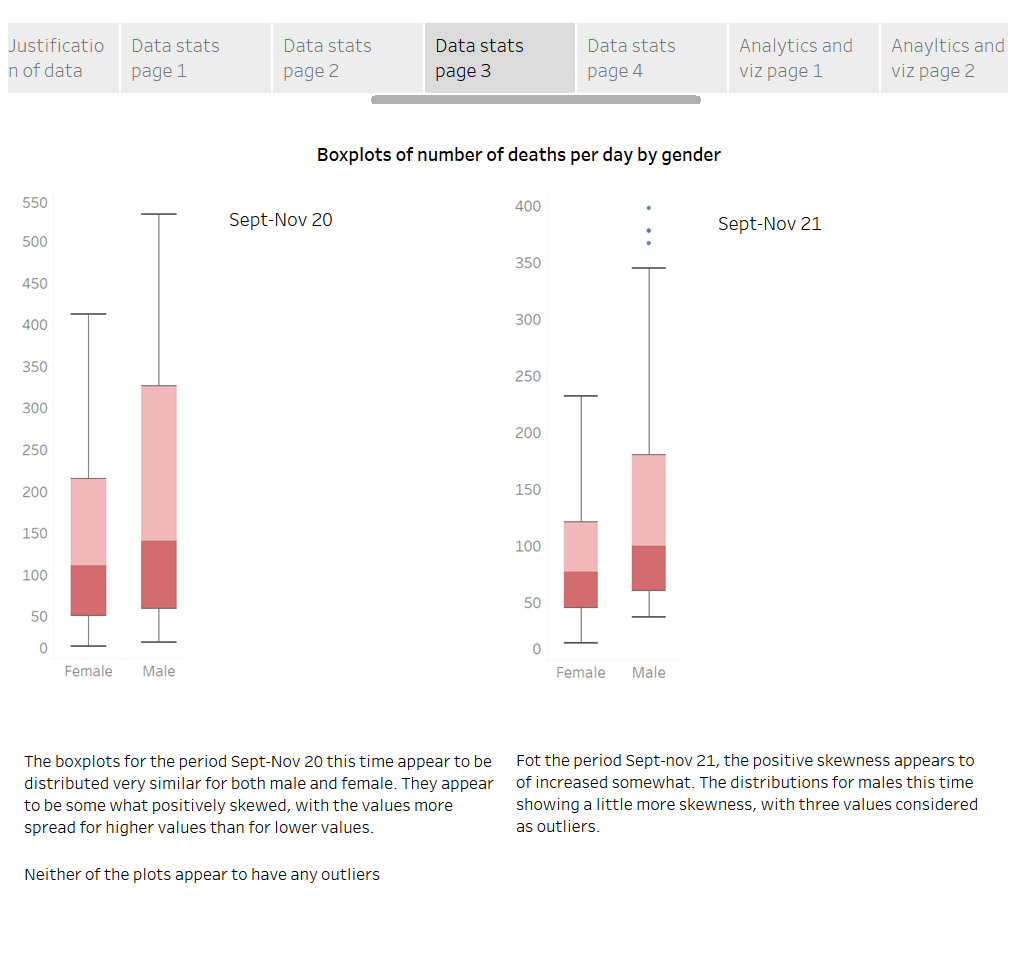 Justificatio
n of data
Data stats
page 1
Data stats
page 2
Data stats
page 3
Data stats
page 4
Analytics and
viz page 1
Anayltics and
viz page 2
Boxplots of number of deaths per day by gender
Sept-Nov 20
550
500
450
400
350
300
250
200
150
100
50
0
Female Male
Sept-Nov 21
400
350
300
250
200
150
100
50
0
Female Male
The boxplots for the period Sept-Nov 20 this time appear to be
distributed very similar for both male and female. They appear
to be some what positively skewed, with the values more
spread for higher values than for lower values.
Neither of the plots appear to have any outliers
Fot the period Sept-nov 21, the positive skewness appears to
of increased somewhat. The distributions for males this time
showing a little more skewness, with three values considered
as outliers.